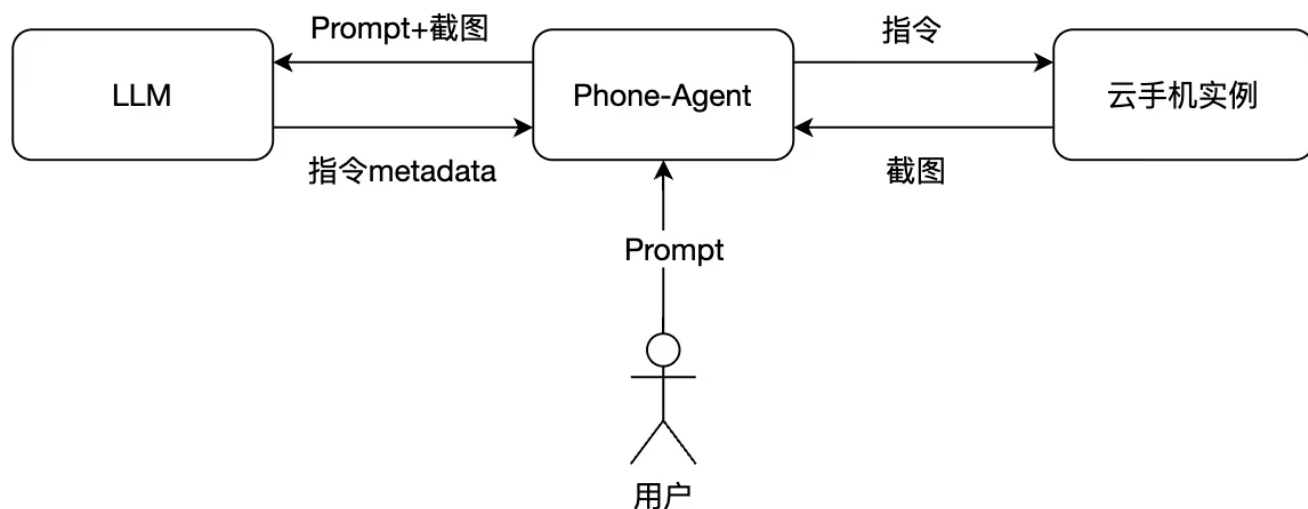 Prompt+截图
指令
LLM
Phone-Agent
云手机实例
指令metadata
截图
Prompt
用户